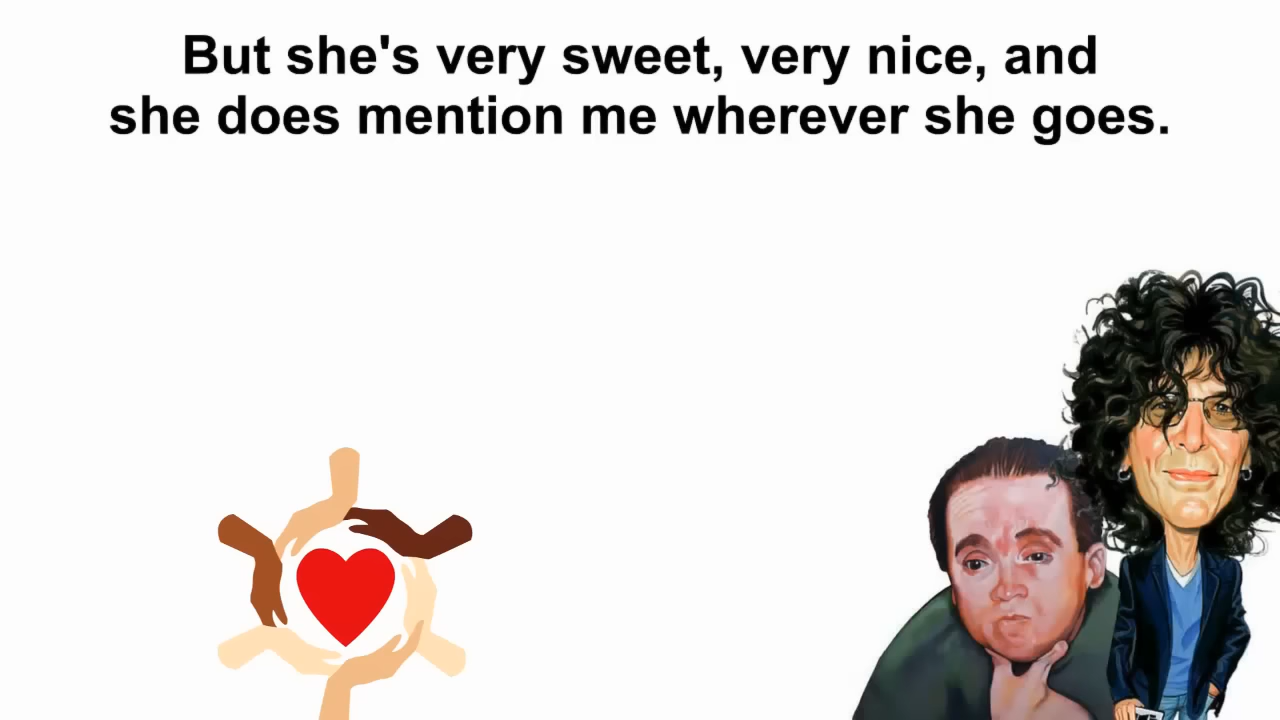 But she's very sweet, very nice, and
she does mention me wherever she goes.